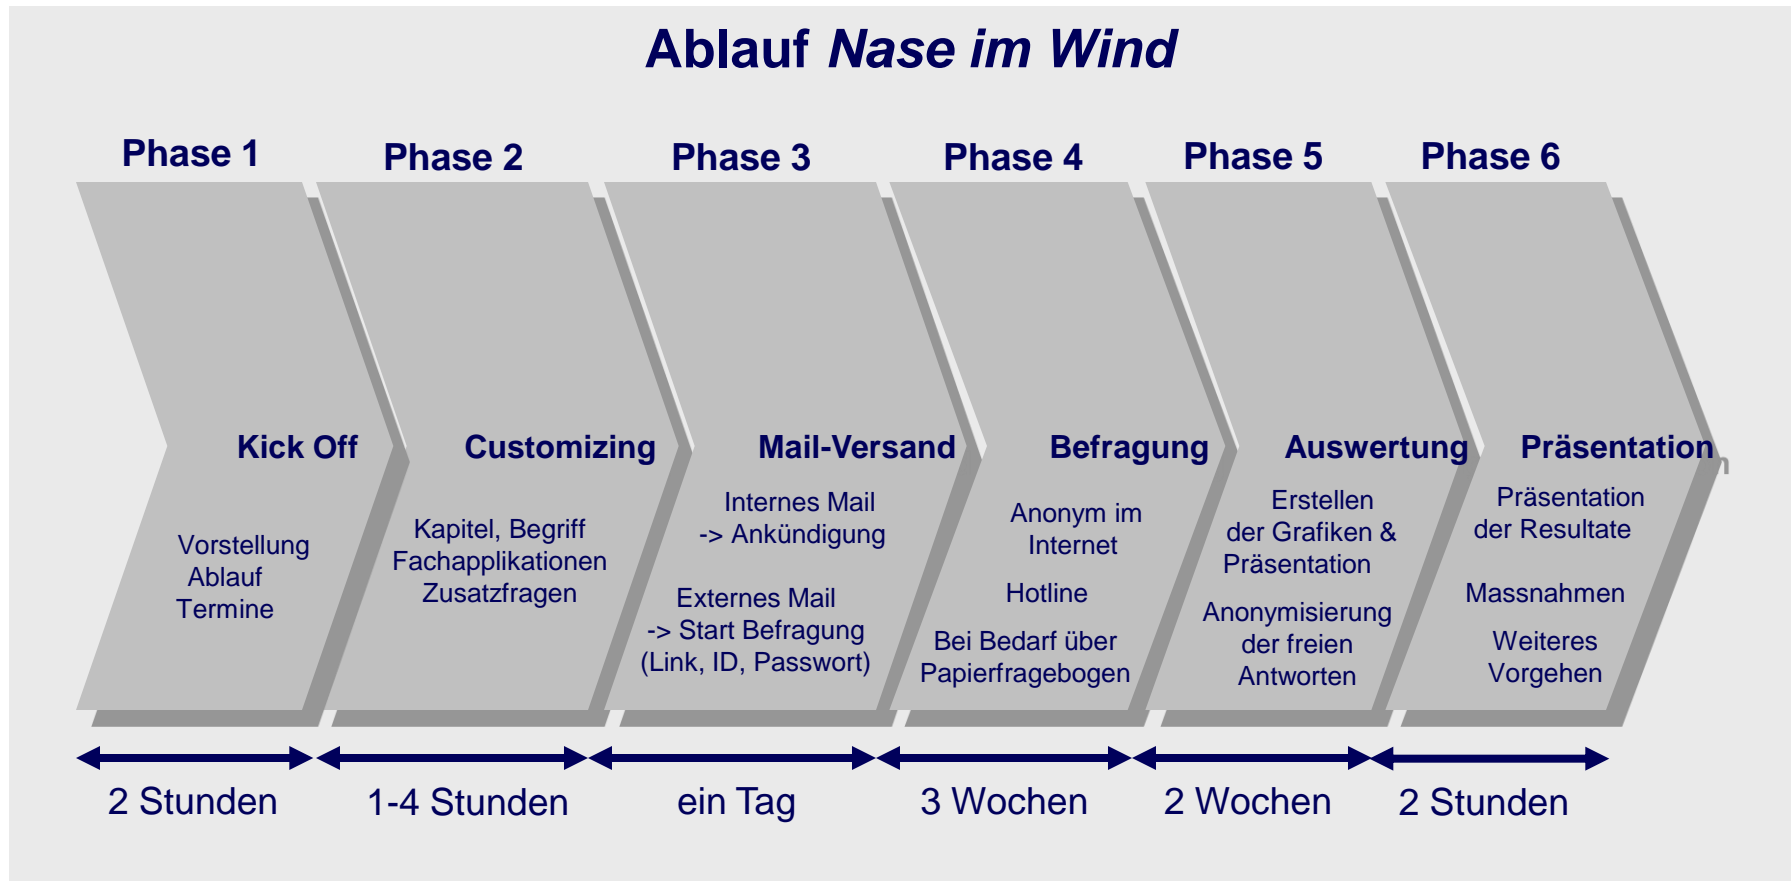 Ablauf Nase im Wind
Phase 1
Phase 2
Phase 3
Phase 4
Phase 5
Phase 6
Kick Off
Vorstellung
Ablauf
Termine
Customizing
Kapitel, Begriff
Fachapplikationen
Zusatzfragen
Mail-Versand
Internes Mail
-> Ankündigung
Externes Mail
-> Start Befragung
(Link, ID, Passwort)
Befragung
Anonym im
Internet
Hotline
Bei Bedarf über
Papierfragebogen
Auswertung
Erstellen
der Grafiken &
Präsentation
Anonymisierung
der freien
Antworten
Präsentation
Präsentation
der Resultate
Massnahmen
Weiteres
Vorgehen
2 Stunden
1-4 Stunden
ein Tag
3 Wochen
2 Wochen
2 Stunden